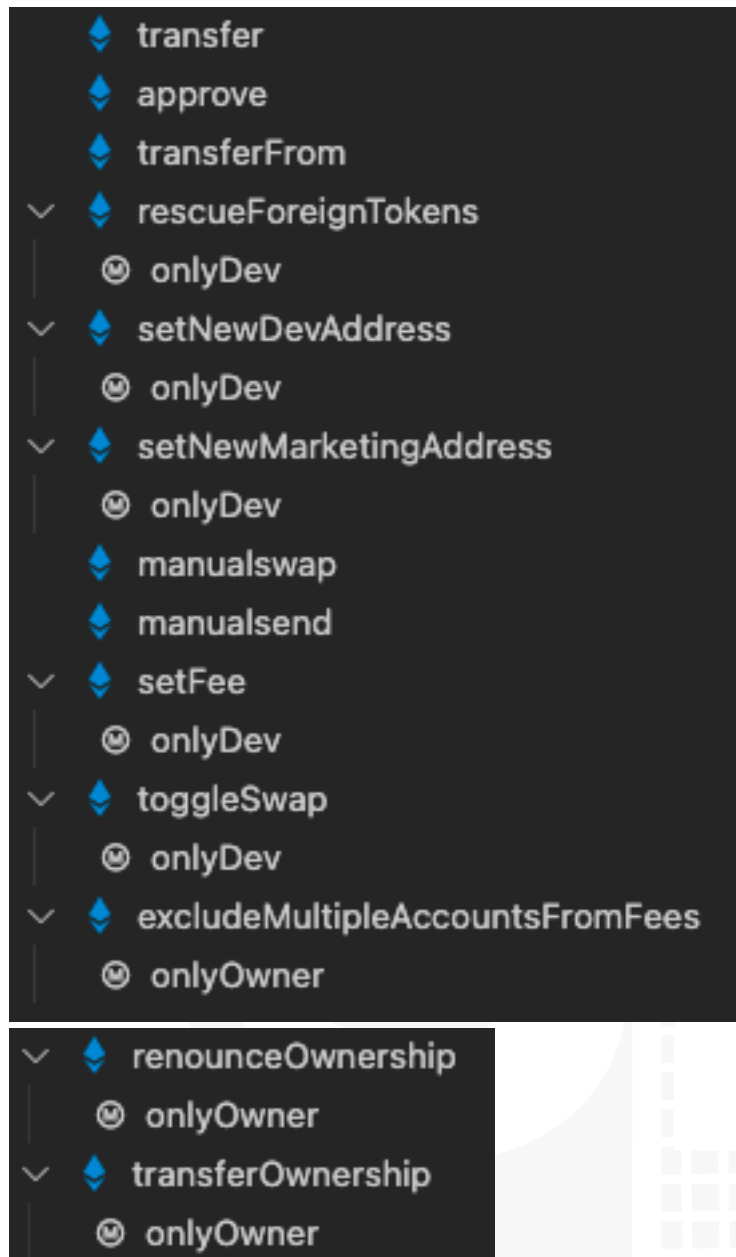 transfer
approve
transferFrom
rescueForeignTokens
onlyDev
setNewDevAddress
onlyDev
setNewMarketingAddress
onlyDev
manualswap
manualsend
setFee
onlyDev
toggleSwap
onlyDev
excludeMultipleAccountsFromFees
onlyOwner
renounceOwnership
onlyOwner
transferOwnership
onlyOwner